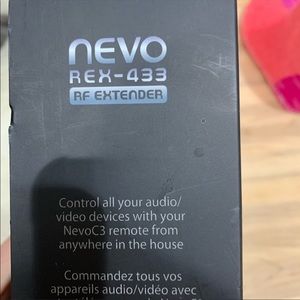 nevo
REX-433
RF EXTENDER
Control all your audio/
video devices with your
NevoC3 remote from
anywhere in the house
Commandez tous vos
appareils audio/vidéo avec